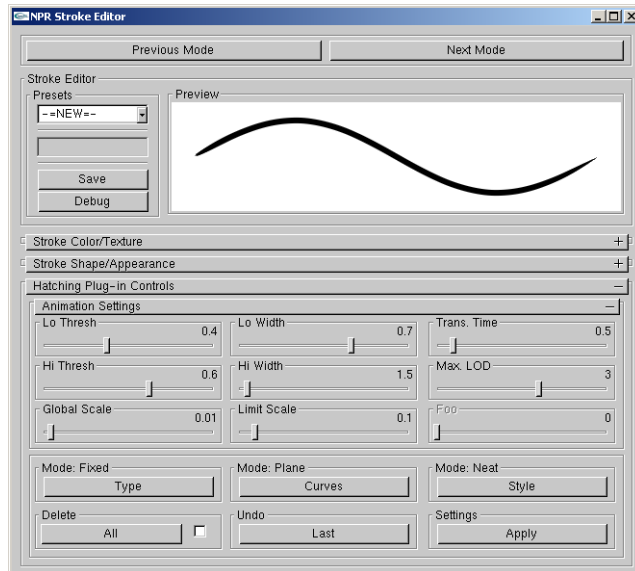 NPR Stroke Editor
Previous Mode Next Mode
Stroke Editor
Presets Preview
-=NEW=-
Save
Debug
Stroke Color/Texture +
Stroke Shape/Appearance +
Hatching Plug-in Controls −
Animation Settings −
Lo Thresh 0.4 Lo Width 0.7 Trans. Time 0.5
Hi Thresh 0.6 Hi Width 1.5 Max. LOD 3
Global Scale 0.01 Limit Scale 0.1 Foo 0
Mode: Fixed Mode: Plane Mode: Neat
Type Curves Style
Delete Undo Settings
All Last Apply